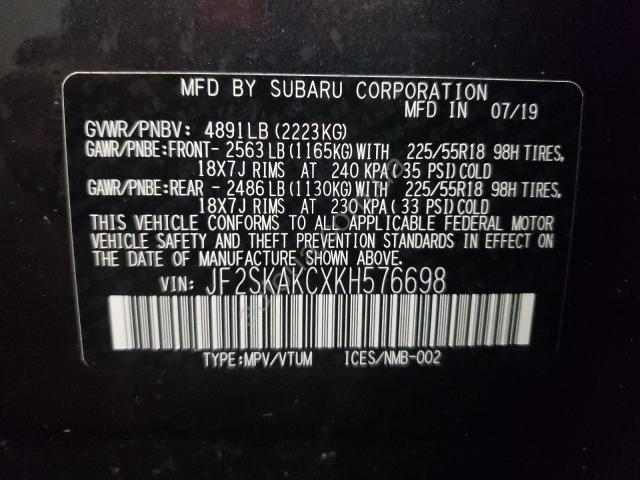 MFD BY SUBARU CORPORATION
MFD IN 07/19
GVWR/PNBV: 4891LB (2223KG)
GAWR/PNBE:FRONT- 2563LB (1165KG) WITH 225/55R18 98H TIRES,
18X7J RIMS AT 240 KPA (35 PSI) COLD
GAWR/PNBE:REAR - 2486LB (1130KG) WITH 225/55R18 98H TIRES,
18X7J RIMS AT 230 KPA (33 PSI) COLD
THIS VEHICLE CONFORMS TO ALL APPLICABLE FEDERAL MOTOR
VEHICLE SAFETY AND THEFT PREVENTION STANDARDS IN EFFECT ON
THE DATE OF MANUFACTURE SHOWN ABOVE.
VIN: JF2SKAKCXKH576698
TYPE:MPV/VTUM ICES/NMB-002